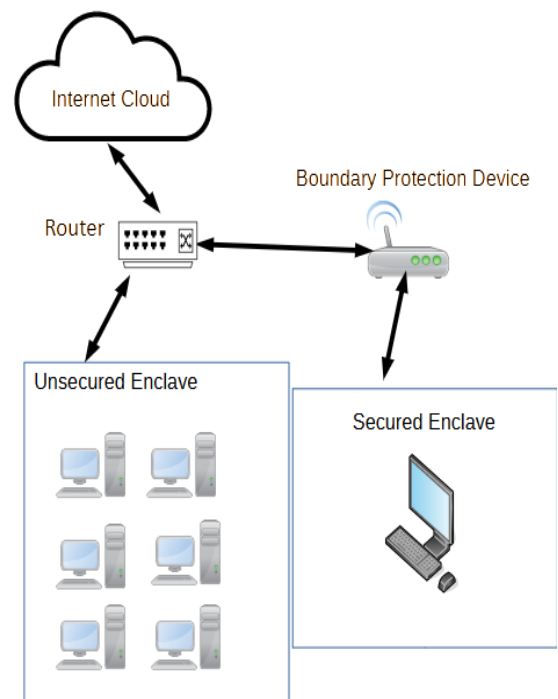 Internet Cloud
Boundary Protection Device
Router
Unsecured Enclave
Secured Enclave